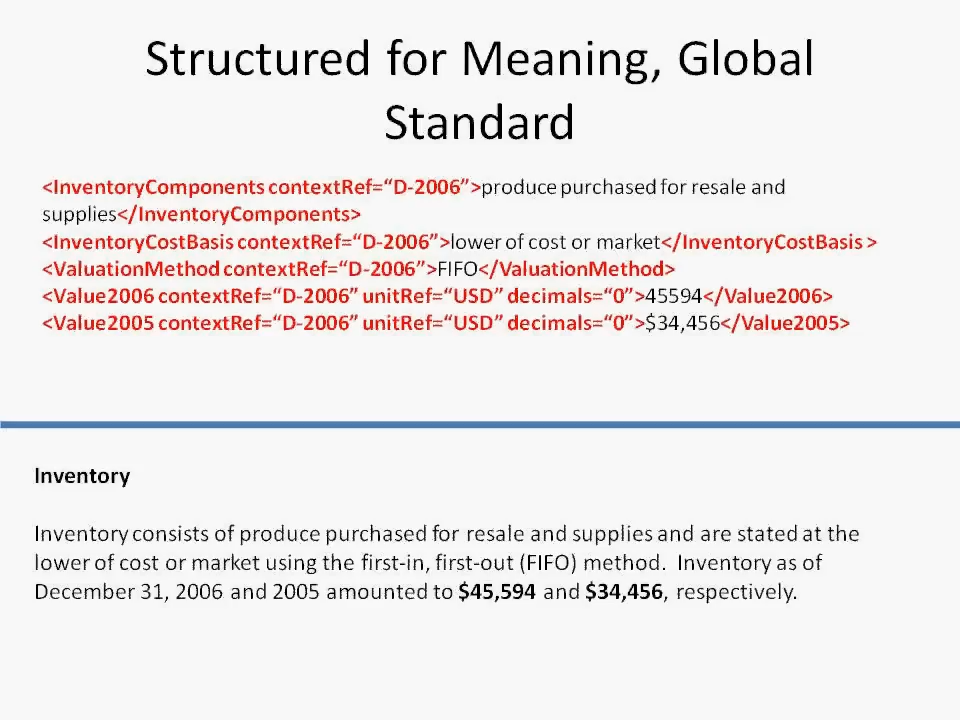 Structured for Meaning, Global
Standard
<InventoryComponents contextRef=“D-2006”>produce purchased for resale and
supplies</InventoryComponents>
<InventoryCostBasis contextRef=“D-2006”>lower of cost or market</InventoryCostBasis >
<ValuationMethod contextRef=“D-2006”>FIFO</ValuationMethod>
<Value2006 contextRef=“D-2006” unitRef=“USD” decimals=“0”>45594</Value2006>
<Value2005 contextRef=“D-2006” unitRef=“USD” decimals=“0”>$34,456</Value2005>
Inventory
Inventory consists of produce purchased for resale and supplies and are stated at the
lower of cost or market using the first-in, first-out (FIFO) method.  Inventory as of
December 31, 2006 and 2005 amounted to $45,594 and $34,456, respectively.